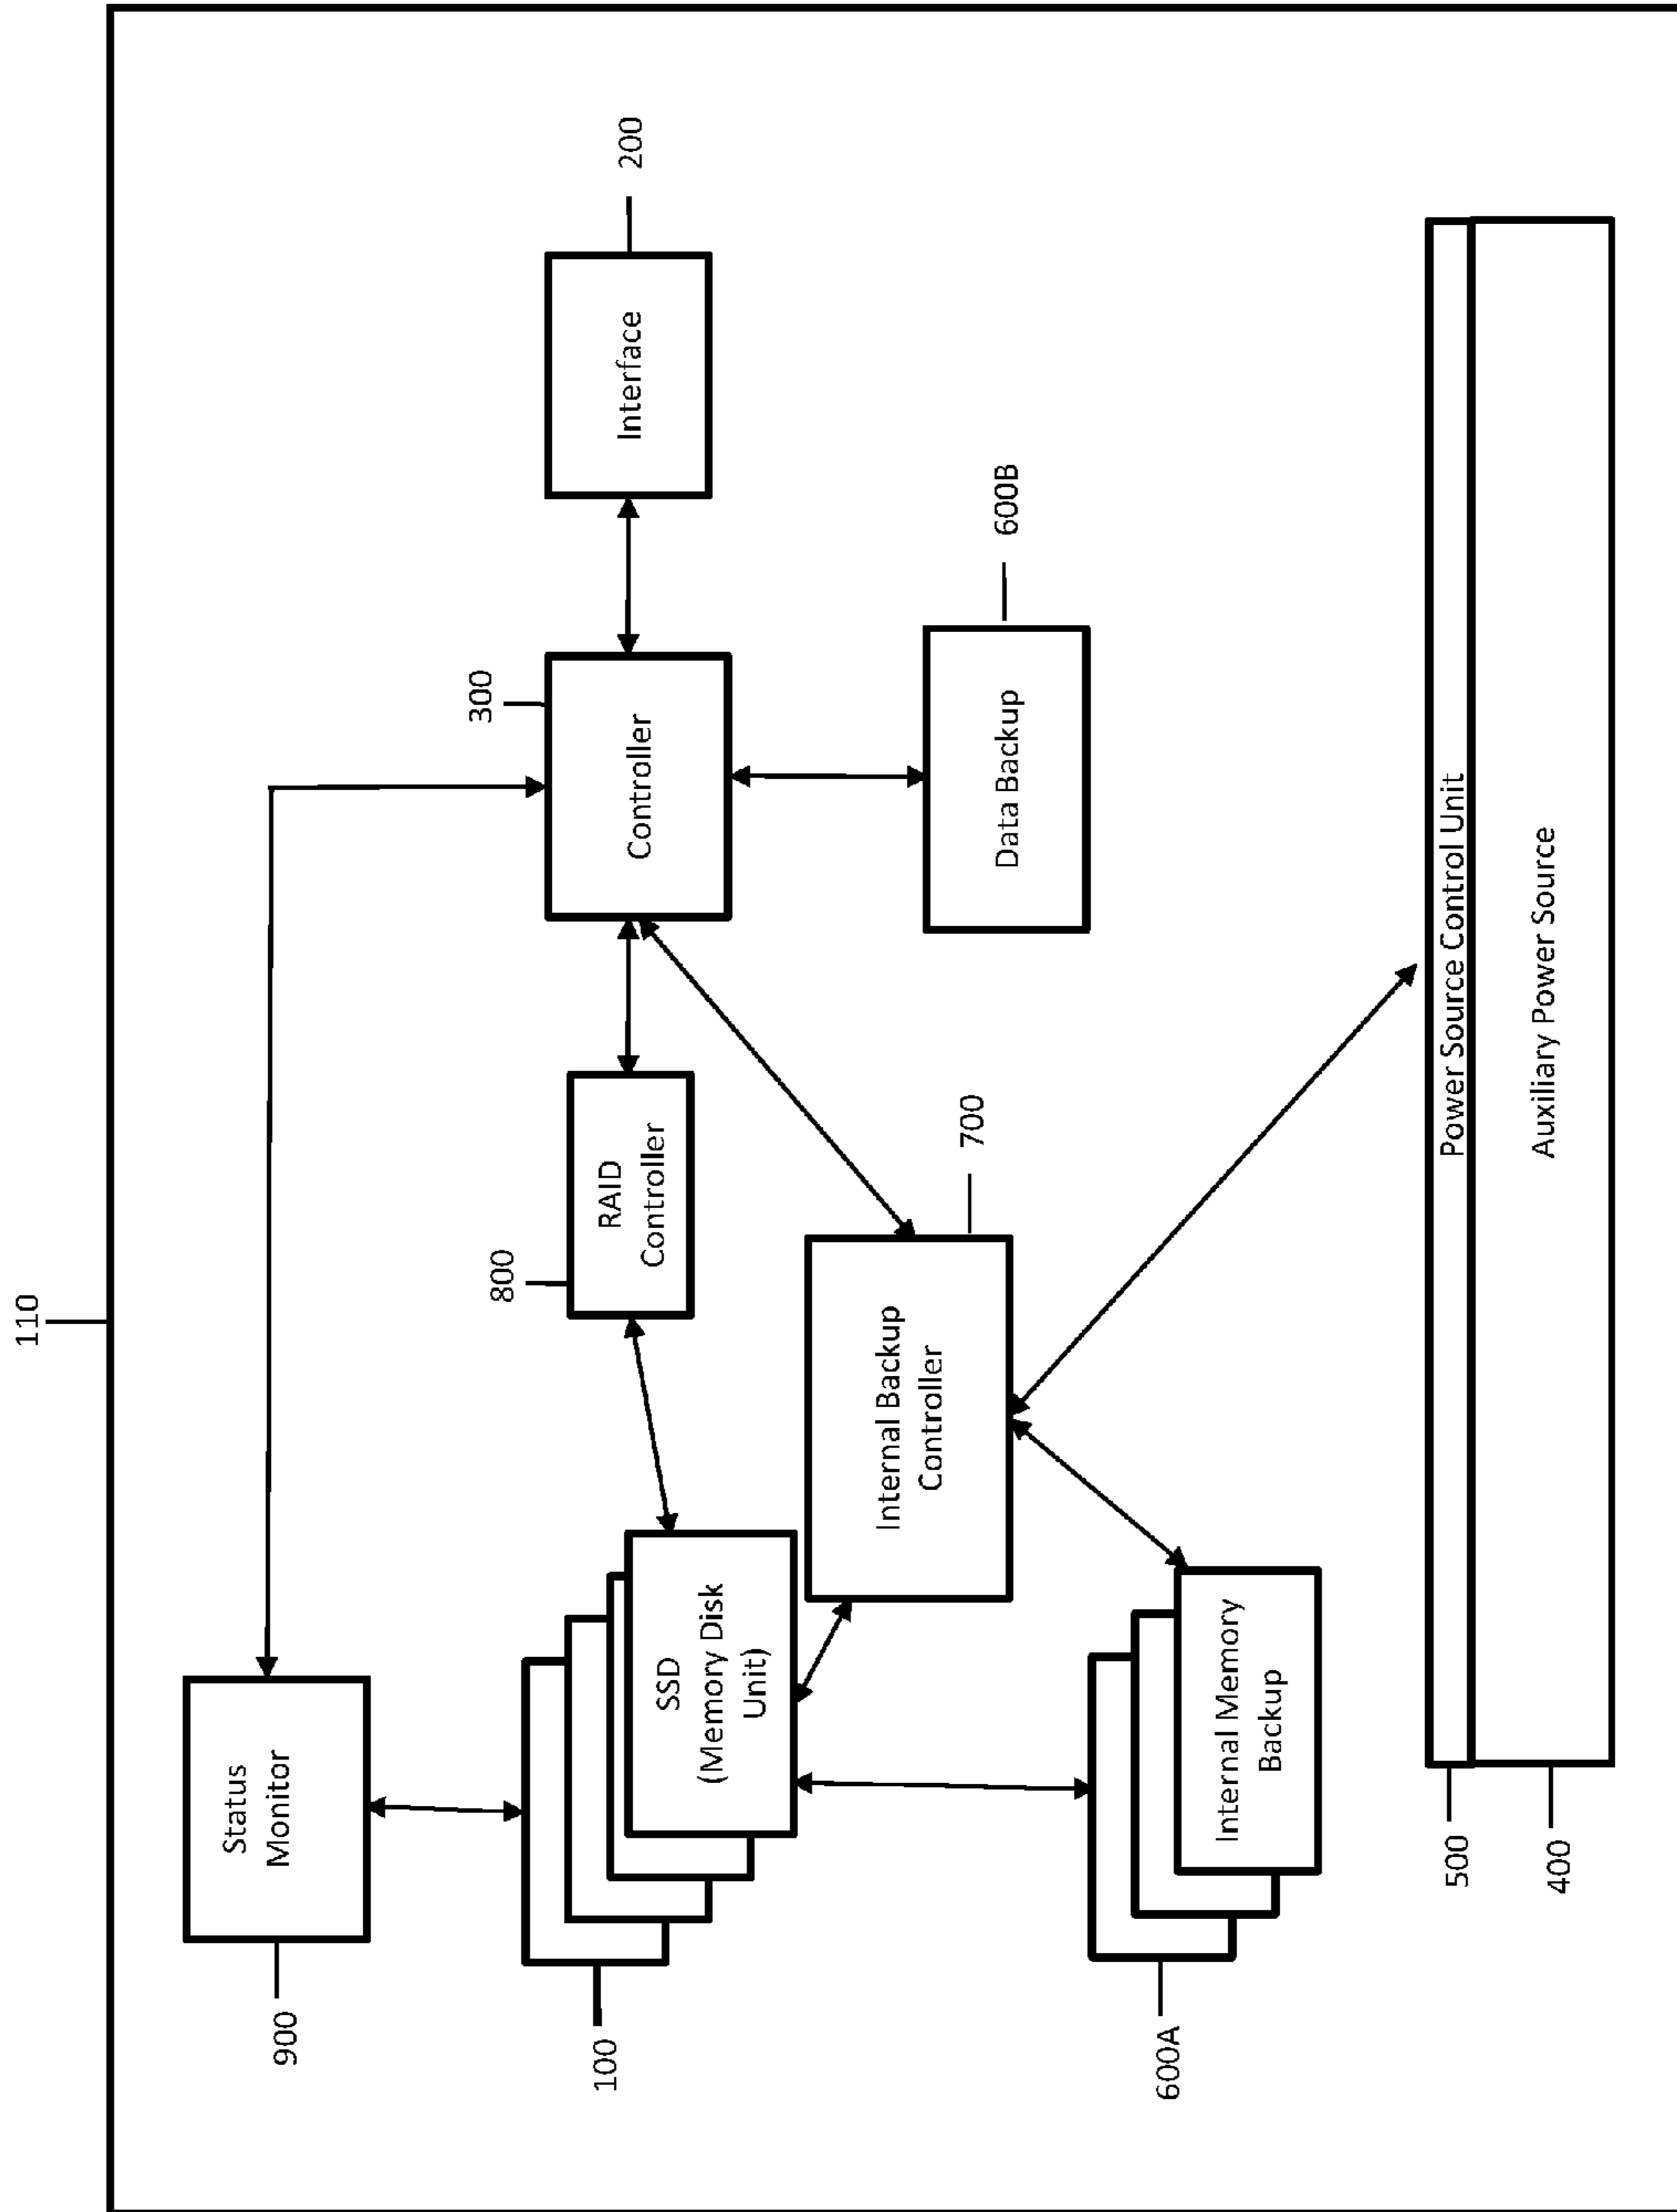 110
900
Status
Monitor
100
SSD
(Memory Disk
Unit)
800
RAID
Controller
300
Controller
Interface
200
Internal Backup
Controller
700
Data Backup
600B
600A
Internal Memory
Backup
500
Power Source Control Unit
400
Auxiliary Power Source